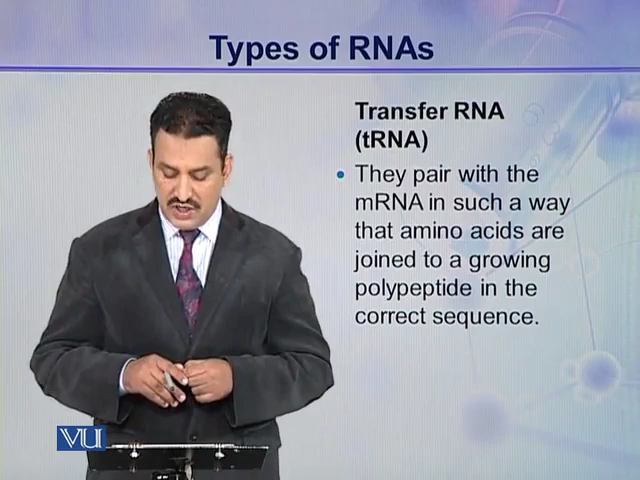 Types of RNAs
Transfer RNA
(tRNA)
• They pair with the
mRNA in such a way
that amino acids are
joined to a growing
polypeptide in the
correct sequence.
VU